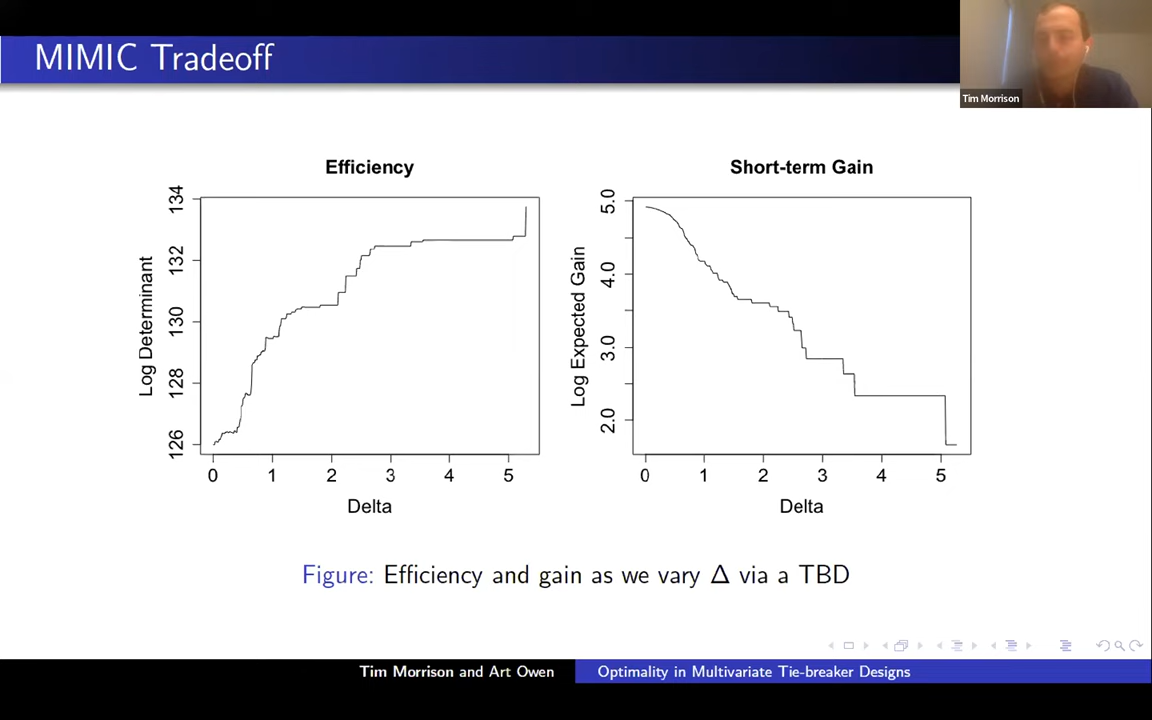 MIMIC Tradeoff
Tim Morrison
Efficiency
Short-term Gain
Log Determinant
126 128 130 132 134
0 1 2 3 4 5
Delta
Log Expected Gain
2.0 3.0 4.0 5.0
0 1 2 3 4 5
Delta
Figure: Efficiency and gain as we vary Δ via a TBD
Tim Morrison and Art Owen
Optimality in Multivariate Tie-breaker Designs